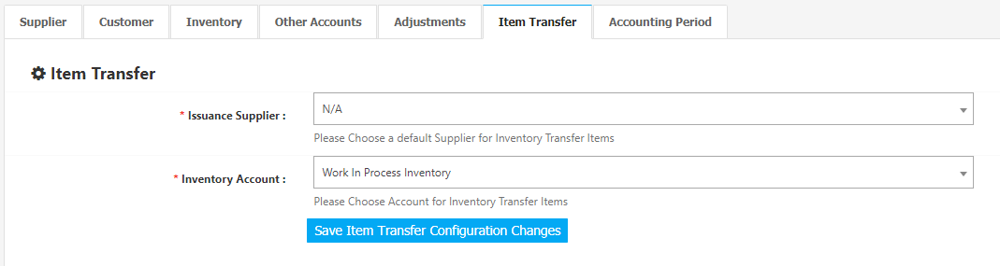 Supplier Customer Inventory Other Accounts Adjustments Item Transfer Accounting Period
Item Transfer
* Issuance Supplier : N/A
Please Choose a default Supplier for Inventory Transfer Items
* Inventory Account : Work In Process Inventory
Please Choose Account for Inventory Transfer Items
Save Item Transfer Configuration Changes